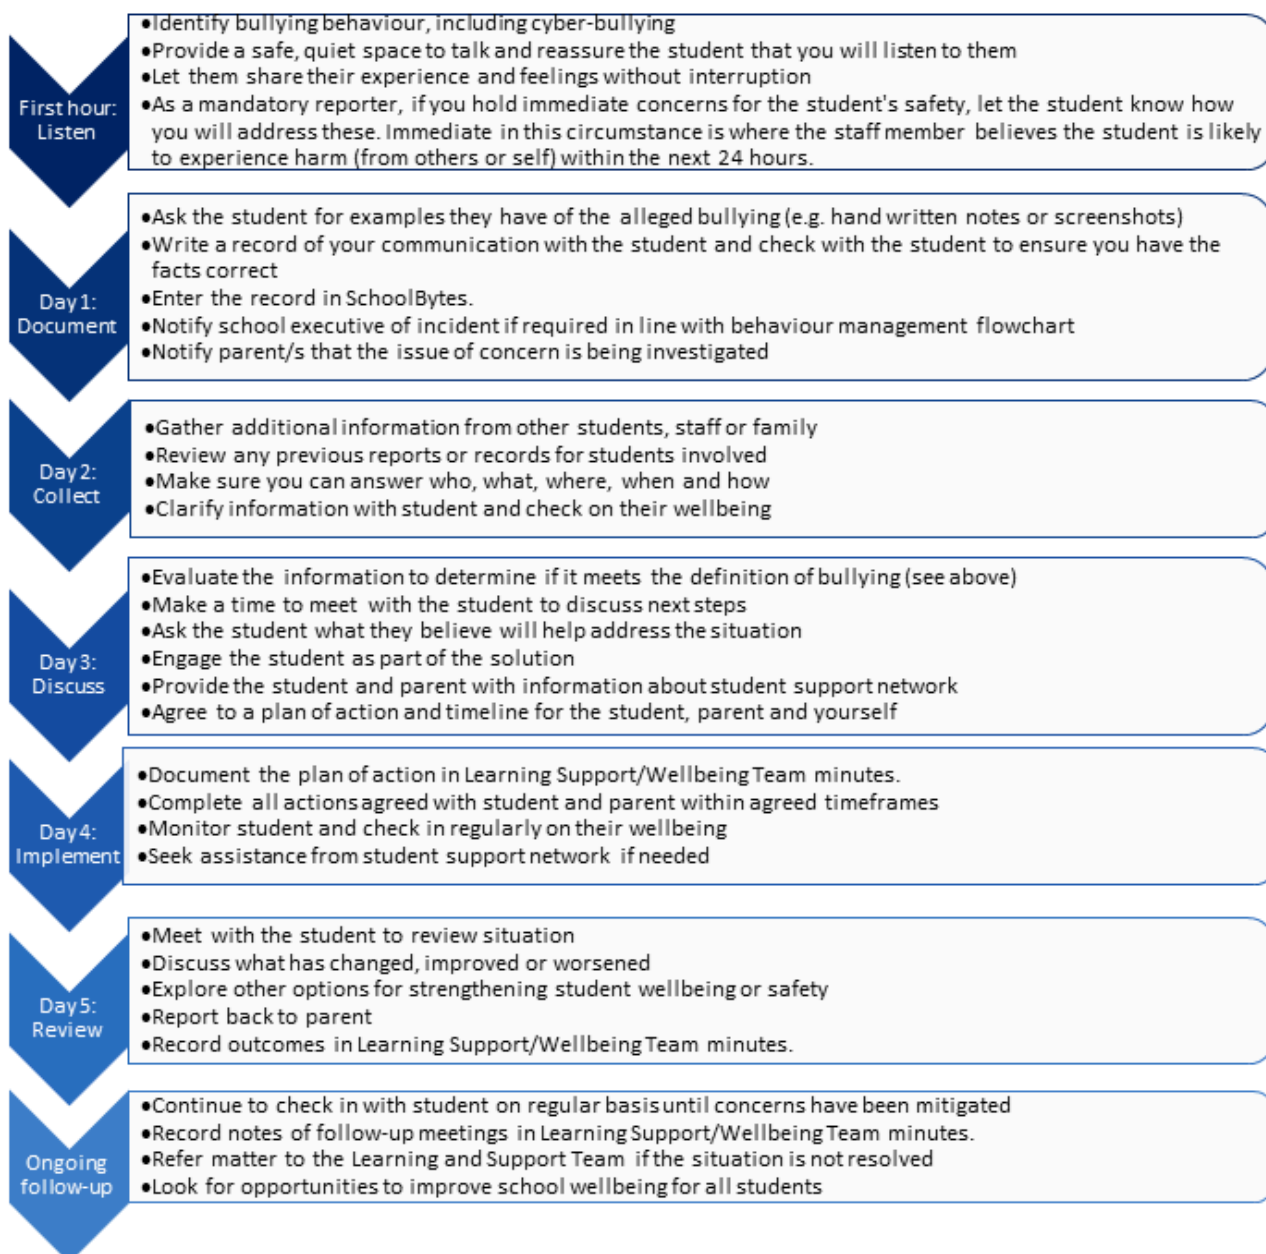 First hour:
Listen
•Identify bullying behaviour, including cyber-bullying
•Provide a safe, quiet space to talk and reassure the student that you will listen to them
•Let them share their experience and feelings without interruption
•As a mandatory reporter, if you hold immediate concerns for the student's safety, let the student know how
you will address these. Immediate in this circumstance is where the staff member believes the student is likely
to experience harm (from others or self) within the next 24 hours.
Day 1:
Document
•Ask the student for examples they have of the alleged bullying (e.g. hand written notes or screenshots)
•Write a record of your communication with the student and check with the student to ensure you have the
facts correct
•Enter the record in SchoolBytes.
•Notify school executive of incident if required in line with behaviour management flowchart
•Notify parent/s that the issue of concern is being investigated
Day 2:
Collect
•Gather additional information from other students, staff or family
•Review any previous reports or records for students involved
•Make sure you can answer who, what, where, when and how
•Clarify information with student and check on their wellbeing
Day 3:
Discuss
•Evaluate the information to determine if it meets the definition of bullying (see above)
•Make a time to meet with the student to discuss next steps
•Ask the student what they believe will help address the situation
•Engage the student as part of the solution
•Provide the student and parent with information about student support network
•Agree to a plan of action and timeline for the student, parent and yourself
Day 4:
Implement
•Document the plan of action in Learning Support/Wellbeing Team minutes.
•Complete all actions agreed with student and parent within agreed timeframes
•Monitor student and check in regularly on their wellbeing
•Seek assistance from student support network if needed
Day 5:
Review
•Meet with the student to review situation
•Discuss what has changed, improved or worsened
•Explore other options for strengthening student wellbeing or safety
•Report back to parent
•Record outcomes in Learning Support/Wellbeing Team minutes.
Ongoing
follow-up
•Continue to check in with student on regular basis until concerns have been mitigated
•Record notes of follow-up meetings in Learning Support/Wellbeing Team minutes.
•Refer matter to the Learning and Support Team if the situation is not resolved
•Look for opportunities to improve school wellbeing for all students